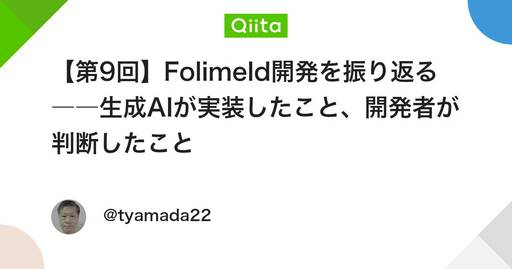 Qiita
【第9回】Folimeld開発を振り返る
――生成AIが実装したこと、開発者が
判断したこと
@tyamada22